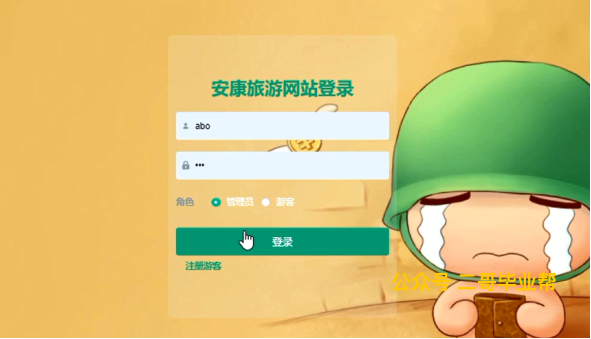 安康旅游网站登录
abo
•••
角色 管理员 游客
登录
注册游客
公众号 二哥毕业帮